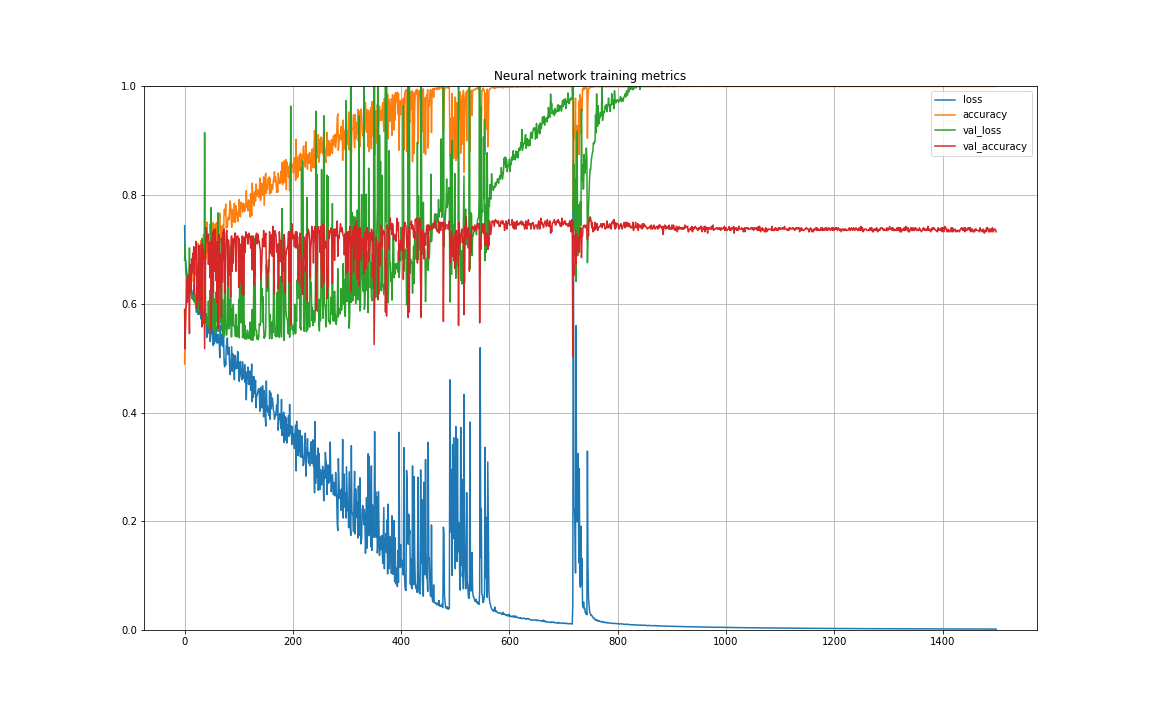 Neural network training metrics
1.0
0.8
0.6
0.4
0.2
0.0
0 200 400 600 800 1000 1200 1400
loss
accuracy
val_loss
val_accuracy